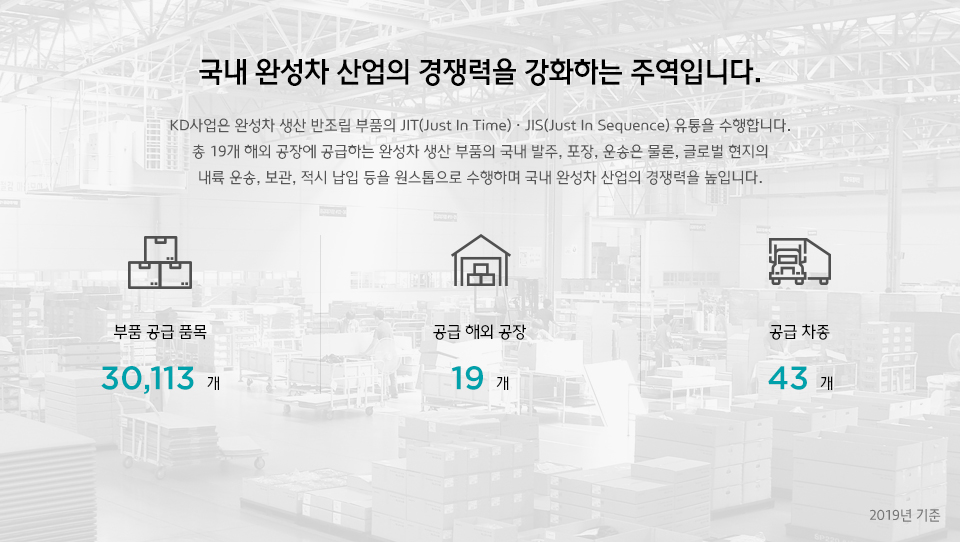 국내 완성차 산업의 경쟁력을 강화하는 주역입니다.
KD사업은 완성차 생산 반조립 부품의 JIT(Just In Time) · JIS(Just In Sequence) 유통을 수행합니다.
총 19개 해외 공장에 공급하는 완성차 생산 부품의 국내 발주, 포장, 운송은 물론, 글로벌 현지의
내륙 운송, 보관, 적시 납입 등을 원스톱으로 수행하며 국내 완성차 산업의 경쟁력을 높입니다.
부품 공급 품목
30,113 개
공급 해외 공장
19 개
공급 차종
43 개
2019년 기준